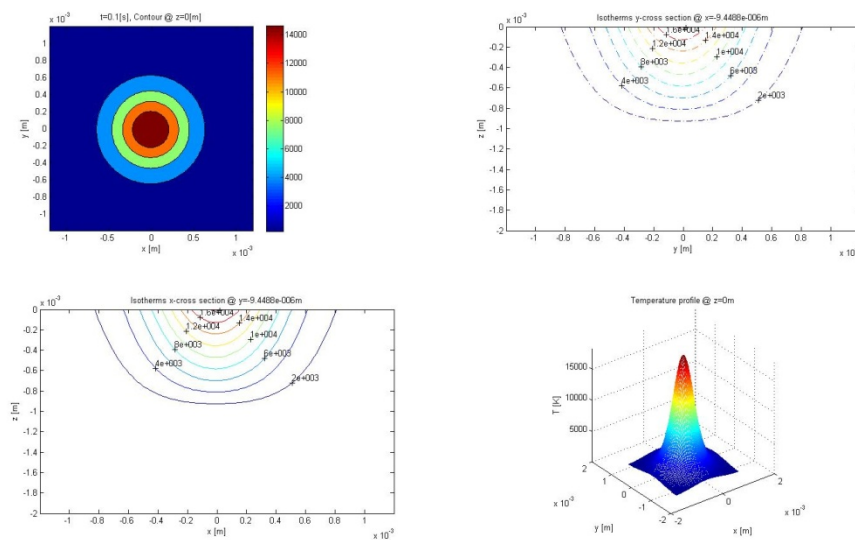 t=0.1[s], Contour @ z=0[m]
x 10^-3
1
0.8
0.6
0.4
0.2
0
-0.2
-0.4
-0.6
-0.8
-1
y [m]
-1
-0.5
0
0.5
1
x 10^-3
x [m]
14000
12000
10000
8000
6000
4000
2000
Isotherms y-cross section @ x=-9.4488e-006m
x 10^-3
0
-0.2
-0.4
-0.6
-0.8
-1
-1.2
-1.4
-1.6
-1.8
-2
z [m]
1.6e+004
1.4e+004
1.2e+004
1e+004
8e+003
6e+003
4e+003
2e+003
-1
-0.8
-0.6
-0.4
-0.2
0
0.2
0.4
0.6
0.8
1
y [m]
x 10^-3
Isotherms x-cross section @ y=-9.4488e-006m
x 10^-3
0
-0.2
-0.4
-0.6
-0.8
-1
-1.2
-1.4
-1.6
-1.8
-2
z [m]
1.6e+004
1.4e+004
1.2e+004
1e+004
8e+003
6e+003
4e+003
2e+003
-1
-0.8
-0.6
-0.4
-0.2
0
0.2
0.4
0.6
0.8
1
x [m]
x 10^-3
Temperature profile @ z=0m
15000
10000
5000
T [K]
2
1
0
-1
-2
x 10^-3
y [m]
-2
0
2
x 10^-3
x [m]